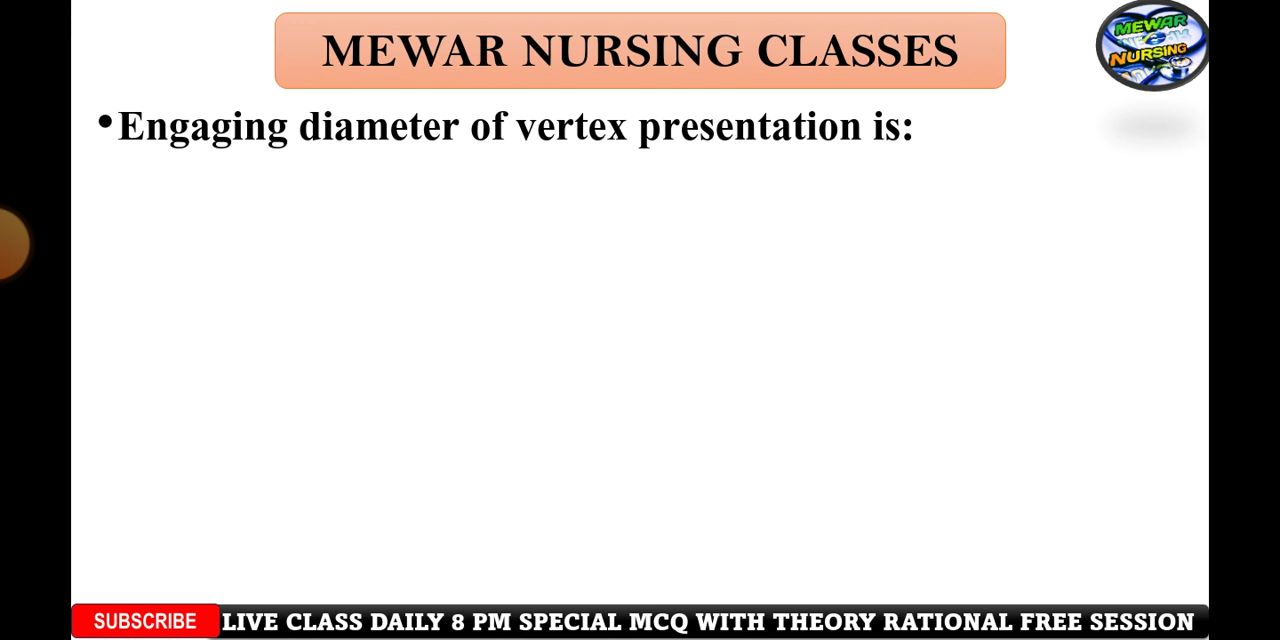 MEWAR NURSING CLASSES
MEWAR
NURSING
•Engaging diameter of vertex presentation is:
SUBSCRIBE LIVE CLASS DAILY 8 PM SPECIAL MCQ WITH THEORY RATIONAL FREE SESSION